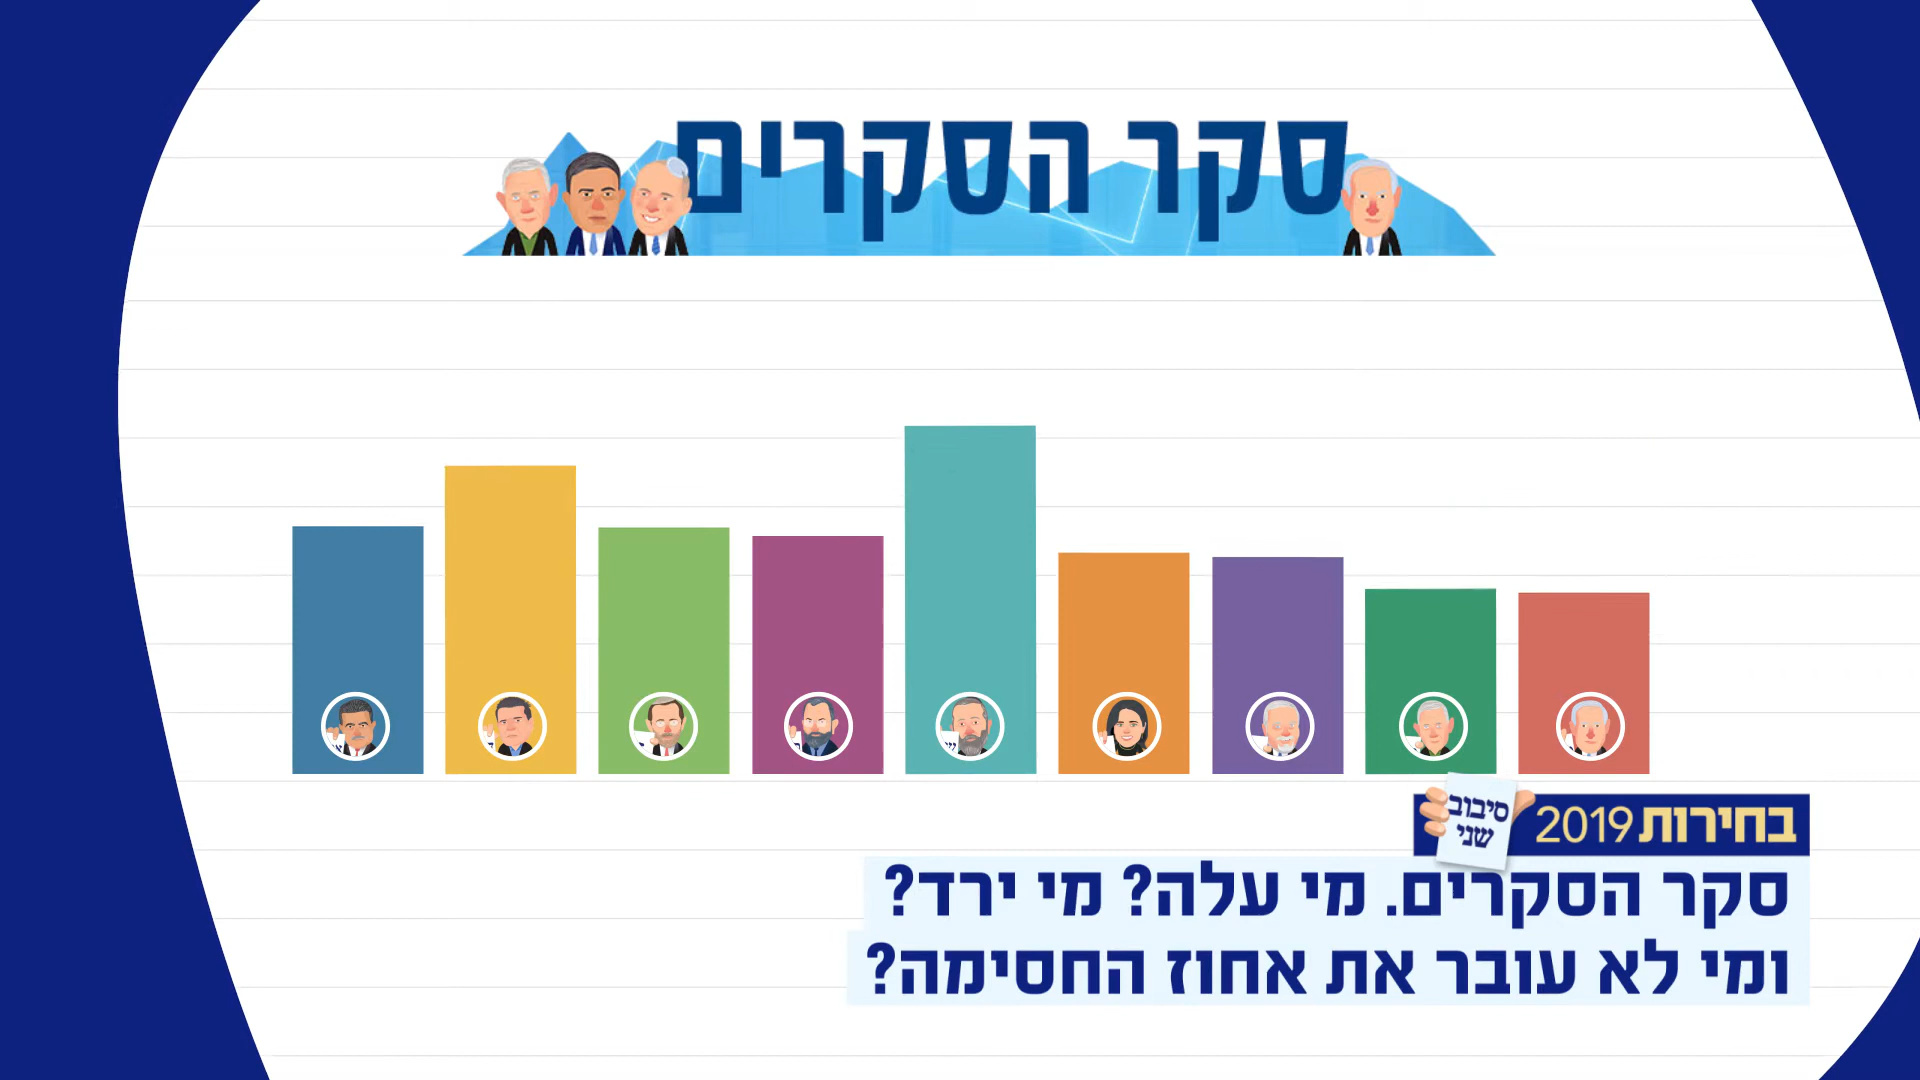 סקר הסקרים
בחירות 2019
סיבוב
שני
סקר הסקרים. מי עלה? מי ירד?
ומי לא עובר את אחוז החסימה?